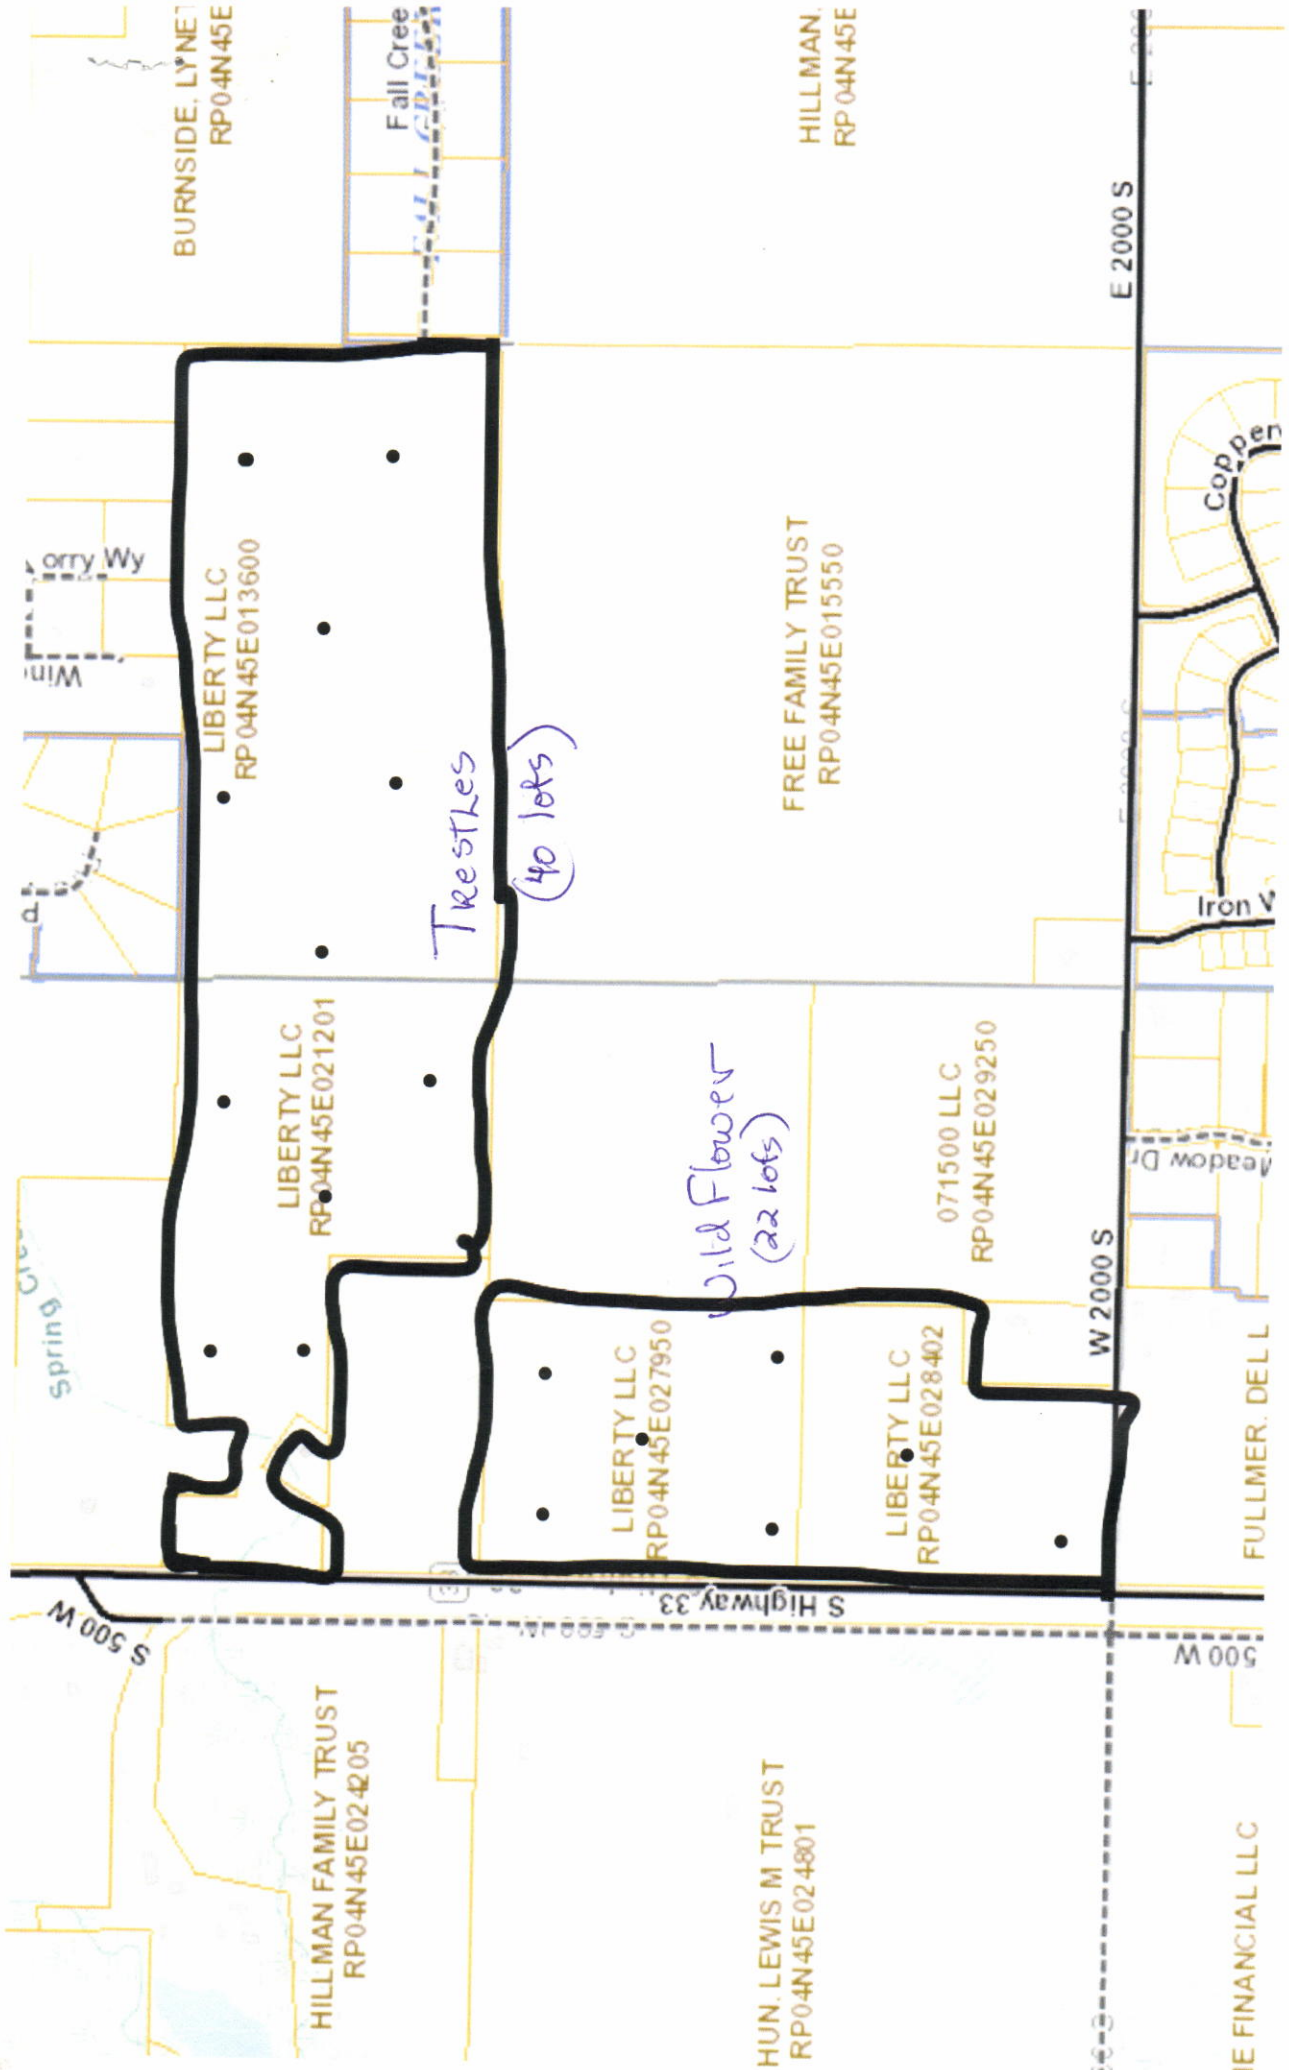 BURNSIDE, LYNET
RP04N45E
Fall Cree
HILLMAN,
RP04N45E
E 2000 S
orry Wy
LIBERTY LLC
RP04N45E013600
Trestles
(40 lots)
FREE FAMILY TRUST
RP04N45E015550
Copper
Iron V
LIBERTY LLC
RP04N45E021201
Spring Cre
Wild Flower
(22 lots)
071500 LLC
RP04N45E029250
Meadow Dr
W 2000 S
LIBERTY LLC
RP04N45E027950
LIBERTY LLC
RP04N45E028402
FULLMER, DELL
S Highway 33
S 500 W
500 W
HILLMAN FAMILY TRUST
RP04N45E024205
HUN, LEWIS M TRUST
RP04N45E024801
E FINANCIAL LLC